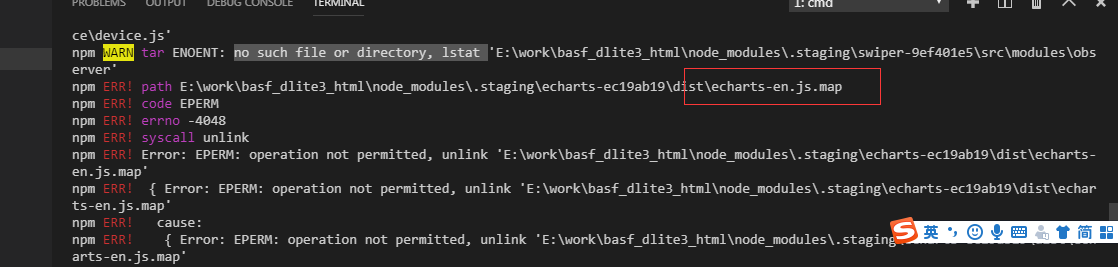 PROBLEMS OUTPUT DEBUG CONSOLE TERMINAL 1: cmd
ce\device.js'
npm WARN tar ENOENT: no such file or directory, lstat 'E:\work\basf_dlite3_html\node_modules\.staging\swiper-9ef401e5\src\modules\obs
erver'
npm ERR! path E:\work\basf_dlite3_html\node_modules\.staging\echarts-ec19ab19\dist\echarts-en.js.map
npm ERR! code EPERM
npm ERR! errno -4048
npm ERR! syscall unlink
npm ERR! Error: EPERM: operation not permitted, unlink 'E:\work\basf_dlite3_html\node_modules\.staging\echarts-ec19ab19\dist\echarts-
en.js.map'
npm ERR!  { Error: EPERM: operation not permitted, unlink 'E:\work\basf_dlite3_html\node_modules\.staging\echarts-ec19ab19\dist\echar
ts-en.js.map'
npm ERR!   cause:
npm ERR!    { Error: EPERM: operation not permitted, unlink 'E:\work\basf_dlite3_html\node_modules\.staging
arts-en.js.map'
英 简